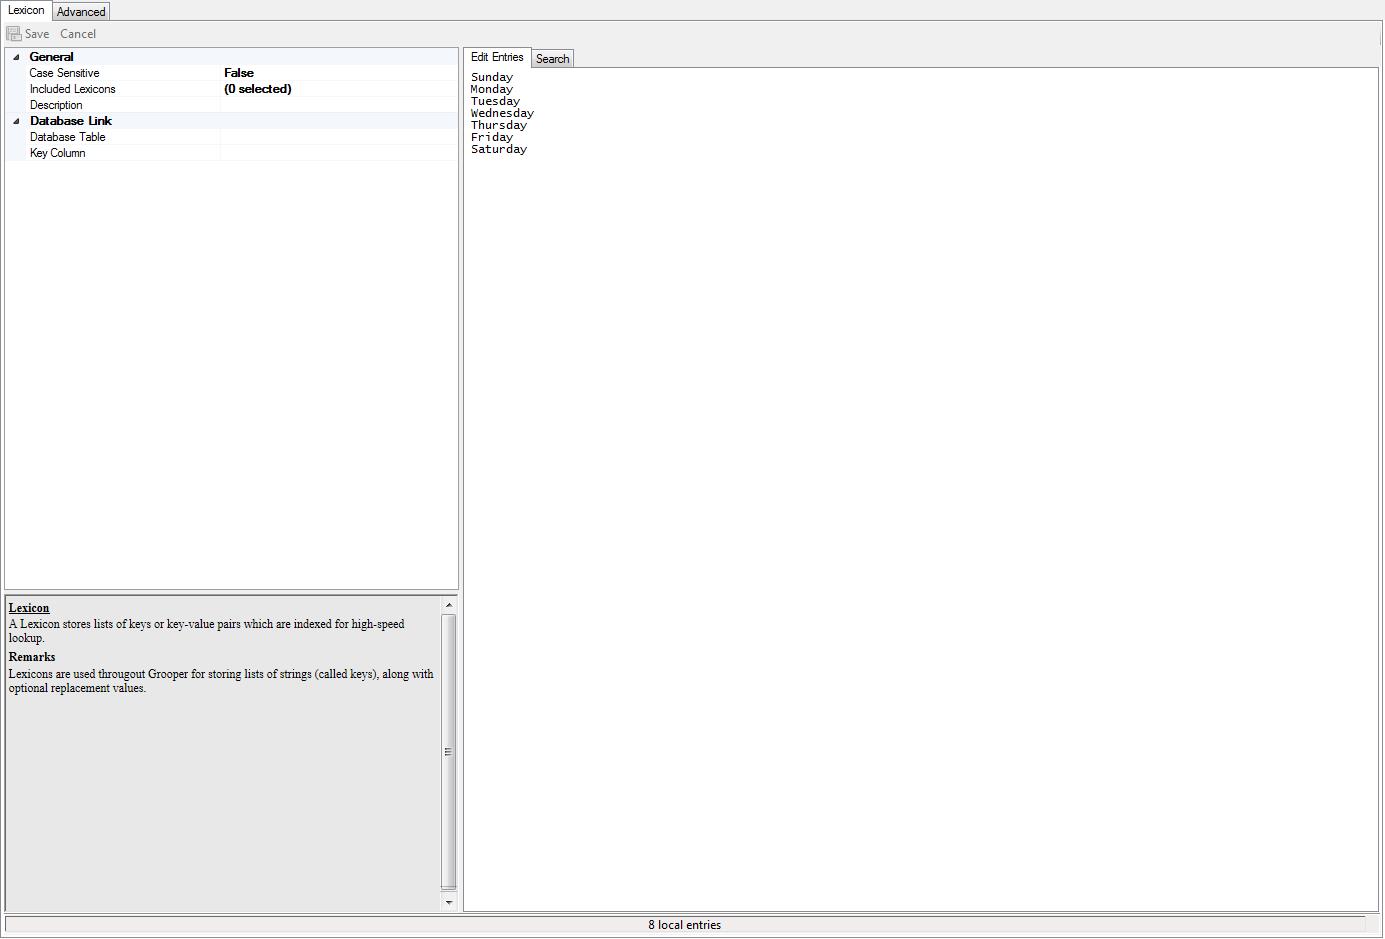 Lexicon Advanced
Save Cancel
General
Case Sensitive False
Included Lexicons (0 selected)
Description
Database Link
Database Table
Key Column
Lexicon
A Lexicon stores lists of keys or key-value pairs which are indexed for high-speed
lookup.
Remarks
Lexicons are used througout Grooper for storing lists of strings (called keys), along with
optional replacement values.
Edit Entries Search
Sunday
Monday
Tuesday
Wednesday
Thursday
Friday
Saturday
8 local entries